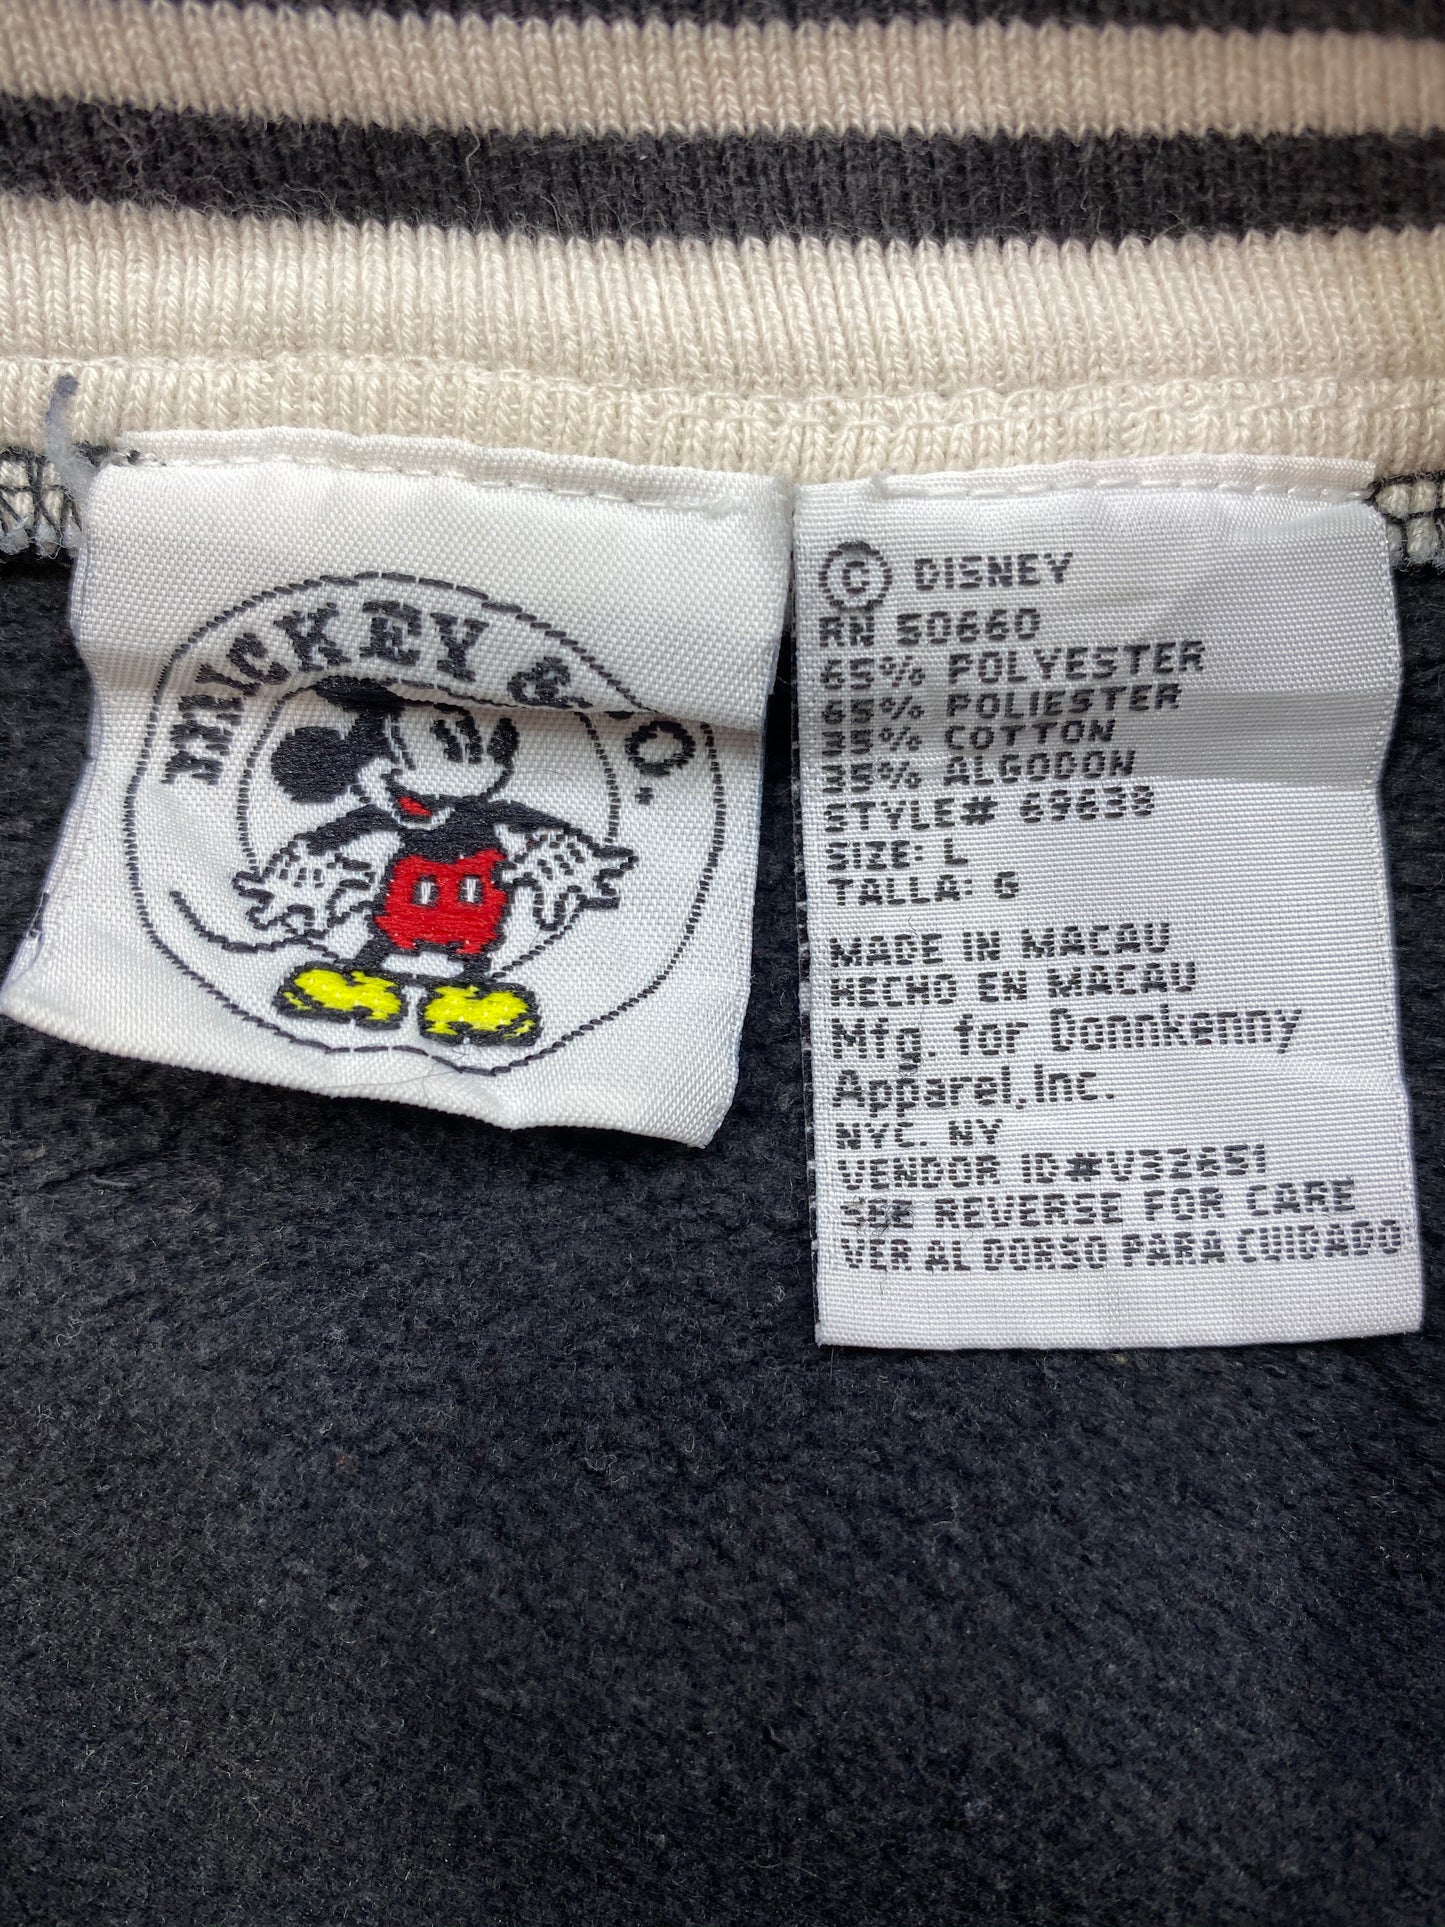 MICKEY & CO.
© DISNEY
RN 50660
65% POLYESTER
65% POLIESTER
35% COTTON
35% ALGODON
STYLE# 69638
SIZE: L
TALLA: G
MADE IN MACAU
HECHO EN MACAU
Mfg. for Donnkenny
Apparel, Inc.
NYC. NY
VENDOR ID#V32651
SEE REVERSE FOR CARE
VER AL DORSO PARA CUIDADO